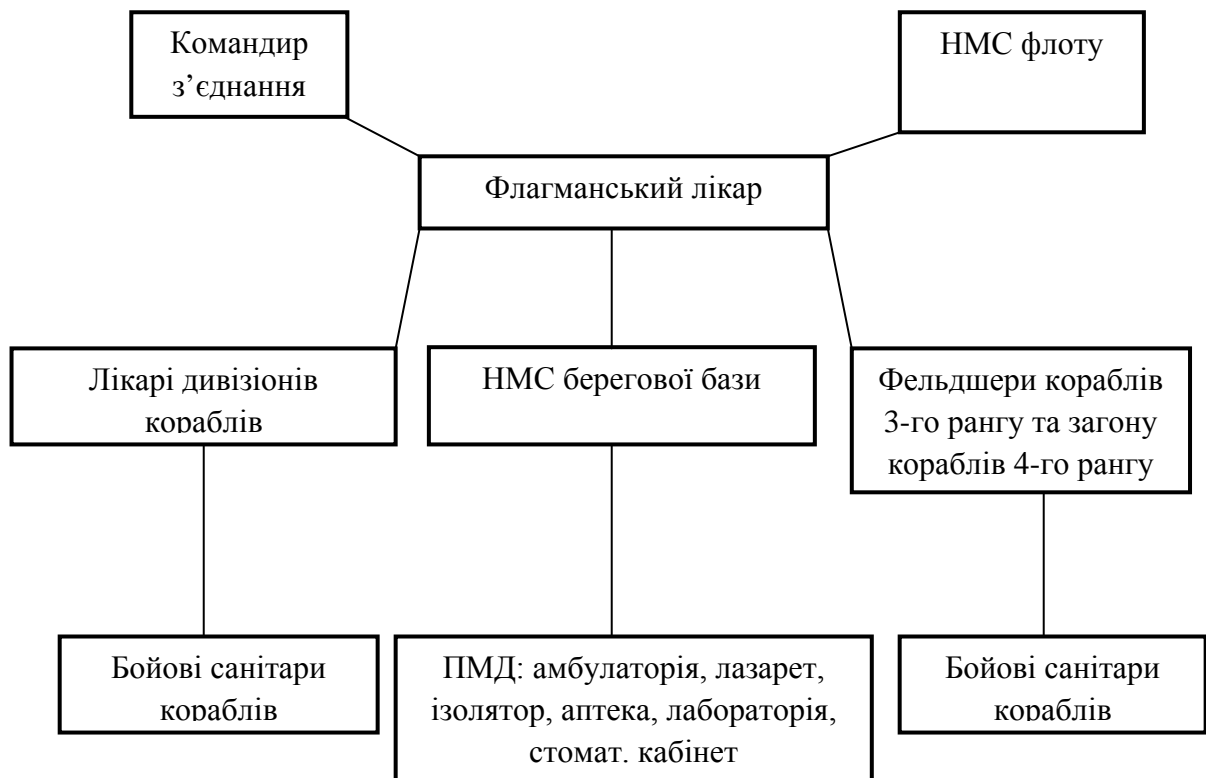 Командир
з’єднання
НМС флоту
Флагманський лікар
Лікарі дивізіонів
кораблів
НМС берегової бази
Фельдшери кораблів
3-го рангу та загону
кораблів 4-го рангу
Бойові санітари
кораблів
ПМД: амбулаторія, лазарет,
ізолятор, аптека, лабораторія,
стомат. кабінет
Бойові санітари
кораблів